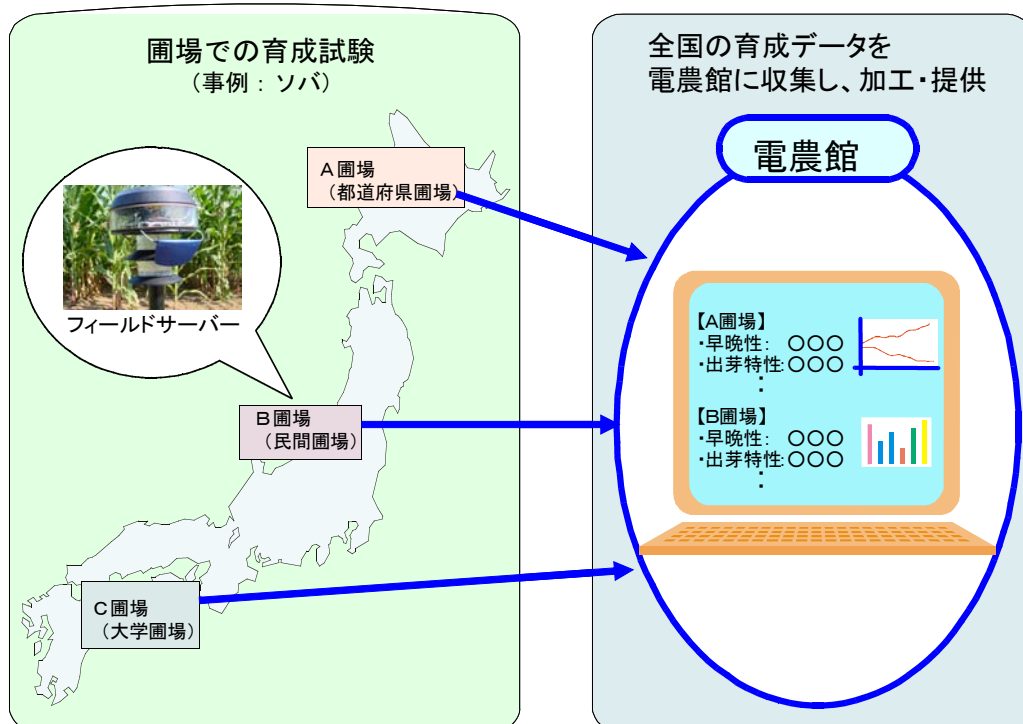 圃場での育成試験
（事例：ソバ）
A圃場
（都道府県圃場）
フィールドサーバー
B圃場
（民間圃場）
C圃場
（大学圃場）
全国の育成データを
電農館に収集し、加工・提供
電農館
【A圃場】
・早晩性：　○○○
・出芽特性：○○○
・
・
【B圃場】
・早晩性：　○○○
・出芽特性：○○○
・
・